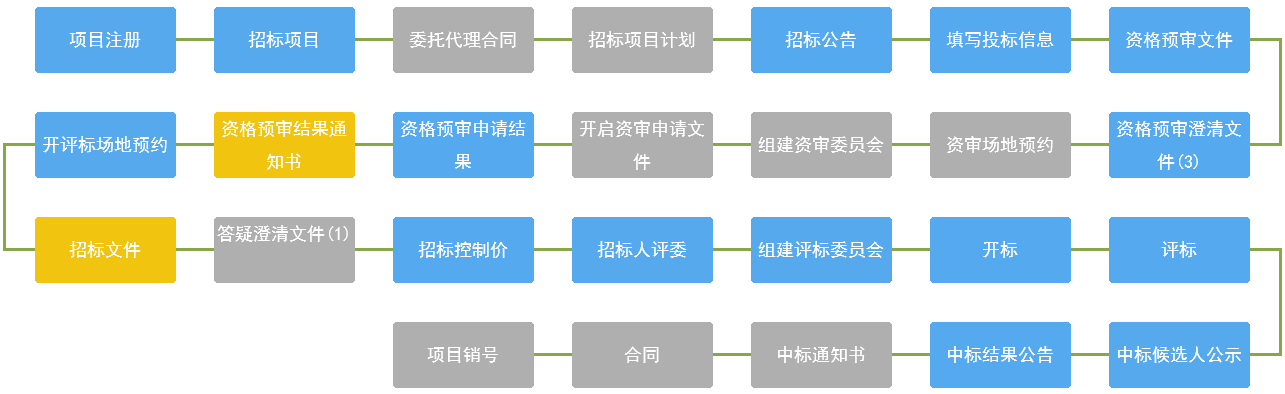 项目注册
招标项目
委托代理合同
招标项目计划
招标公告
填写投标信息
资格预审文件
开评标场地预约
资格预审结果通
知书
资格预审申请结
果
开启资审申请文
件
组建资审委员会
资审场地预约
资格预审澄清文
件(3)
招标文件
答疑澄清文件(1)
招标控制价
招标人评委
组建评标委员会
开标
评标
项目销号
合同
中标通知书
中标结果公告
中标候选人公示